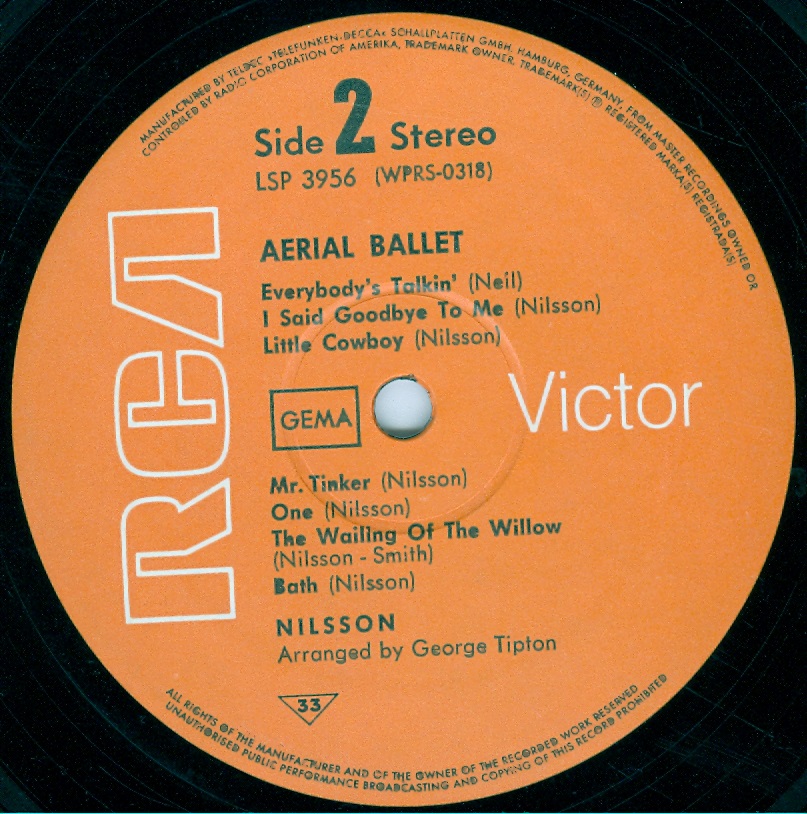 MANUFACTURED BY TELDEC »TELEFUNKEN-DECCA« SCHALLPLATTEN GMBH, HAMBURG, GERMANY, FROM MASTER RECORDINGS OWNED OR
CONTROLLED BY RADIO CORPORATION OF AMERIKA, TRADEMARK OWNER, TRADEMARK(S) ® REGISTERED MARKA(S) REGISTRADA(S)
Side 2 Stereo
LSP 3956 (WPRS-0318)
RCA
AERIAL BALLET
Everybody's Talkin' (Neil)
I Said Goodbye To Me (Nilsson)
Little Cowboy (Nilsson)
GEMA
Victor
Mr. Tinker (Nilsson)
One (Nilsson)
The Wailing Of The Willow
(Nilsson - Smith)
Bath (Nilsson)
NILSSON
Arranged by George Tipton
33
ALL RIGHTS OF THE MANUFACTURER AND OF THE OWNER OF THE RECORDED WORK RESERVED
UNAUTHORISED PUBLIC PERFORMANCE BROADCASTING AND COPYING OF THIS RECORD PROHIBITED